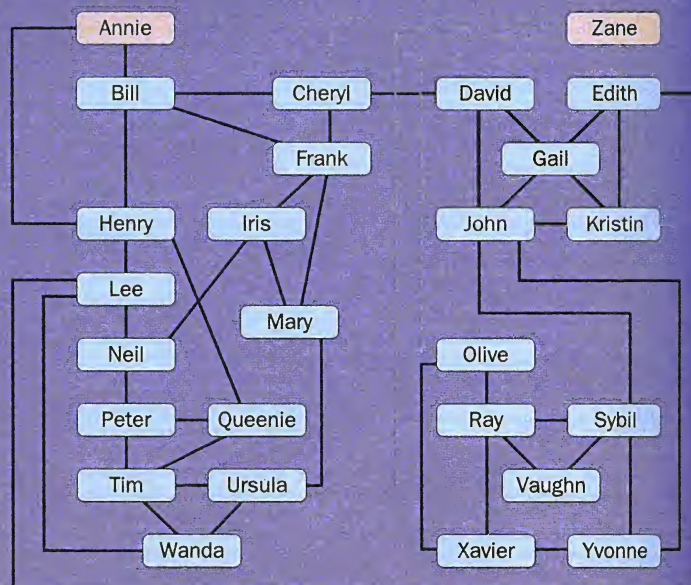 Annie Zane
Bill Cheryl David Edith
Frank Gail
Henry Iris John Kristin
Lee
Mary
Neil Olive
Peter Queenie Ray Sybil
Tim Ursula Vaughn
Wanda Xavier Yvonne